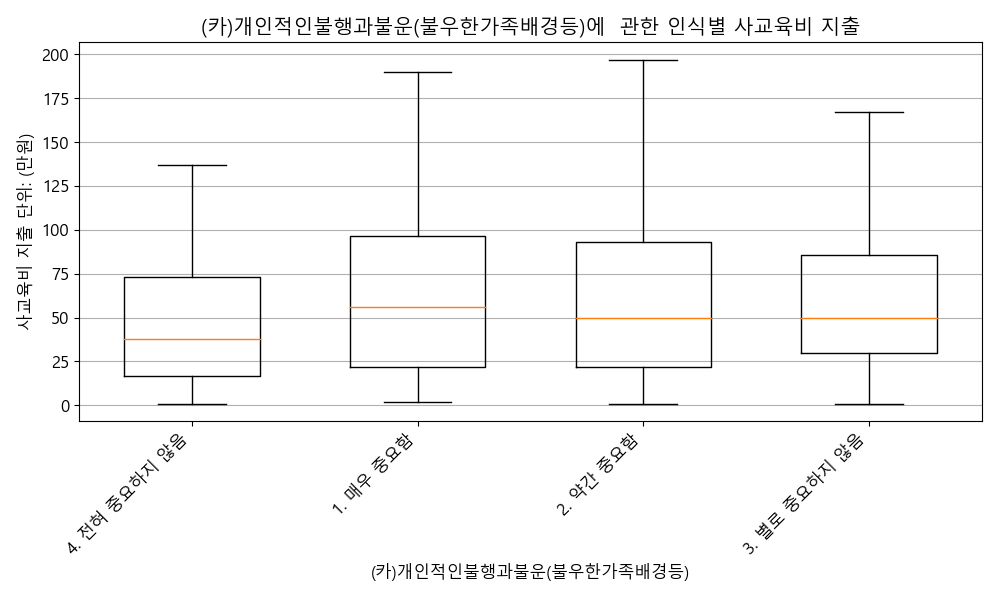 (카)개인적인불행과불운(불우한가족배경등)에  관한 인식별 사교육비 지출
사교육비 지출 단위: (만원)
200
175
150
125
100
75
50
25
0
4. 전혀 중요하지 않음
1. 매우 중요함
2. 약간 중요함
3. 별로 중요하지 않음
(카)개인적인불행과불운(불우한가족배경등)